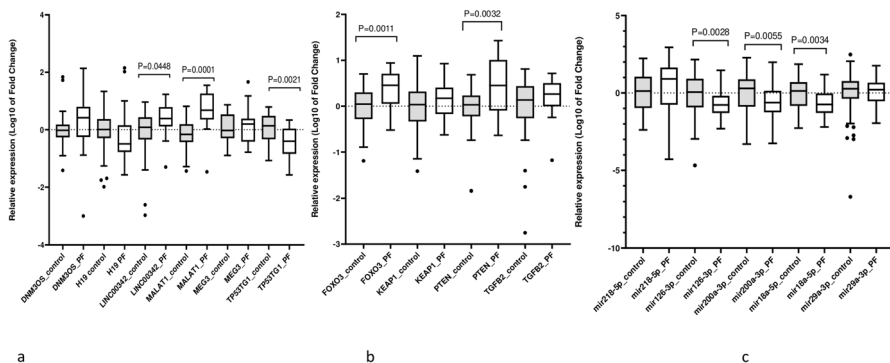 Relative expression (Log10 of Fold Change)
4
2
0
-2
-4
P=0.0448
P=0.0001
P=0.0021
DNM3OS_control
DNM3OS_PF
H19 control
H19 PF
LINC00342_control
LINC00342_PF
MALAT1_control
MALAT1_PF
MEG3_control
MEG3_PF
TP53TG1_control
TP53TG1_PF
a
Relative expression (Log10 of Fold Change)
2
1
0
-1
-2
-3
P=0.0011
P=0.0032
FOXO3_control
FOXO3_PF
KEAP1_control
KEAP1_PF
PTEN_control
PTEN_PF
TGFB2_control
TGFB2_PF
b
Relative expression (Log10 of Fold Change)
5
0
-5
-10
P=0.0028
P=0.0055
P=0.0034
mir218-5p_control
mir218-5p_PF
mir126-3p_control
mir126-3p_PF
mir200a-3p_control
mir200a-3p_PF
mir18a-5p_control
mir18a-5p_PF
mir29a-3p_control
mir29a-3p_PF
c